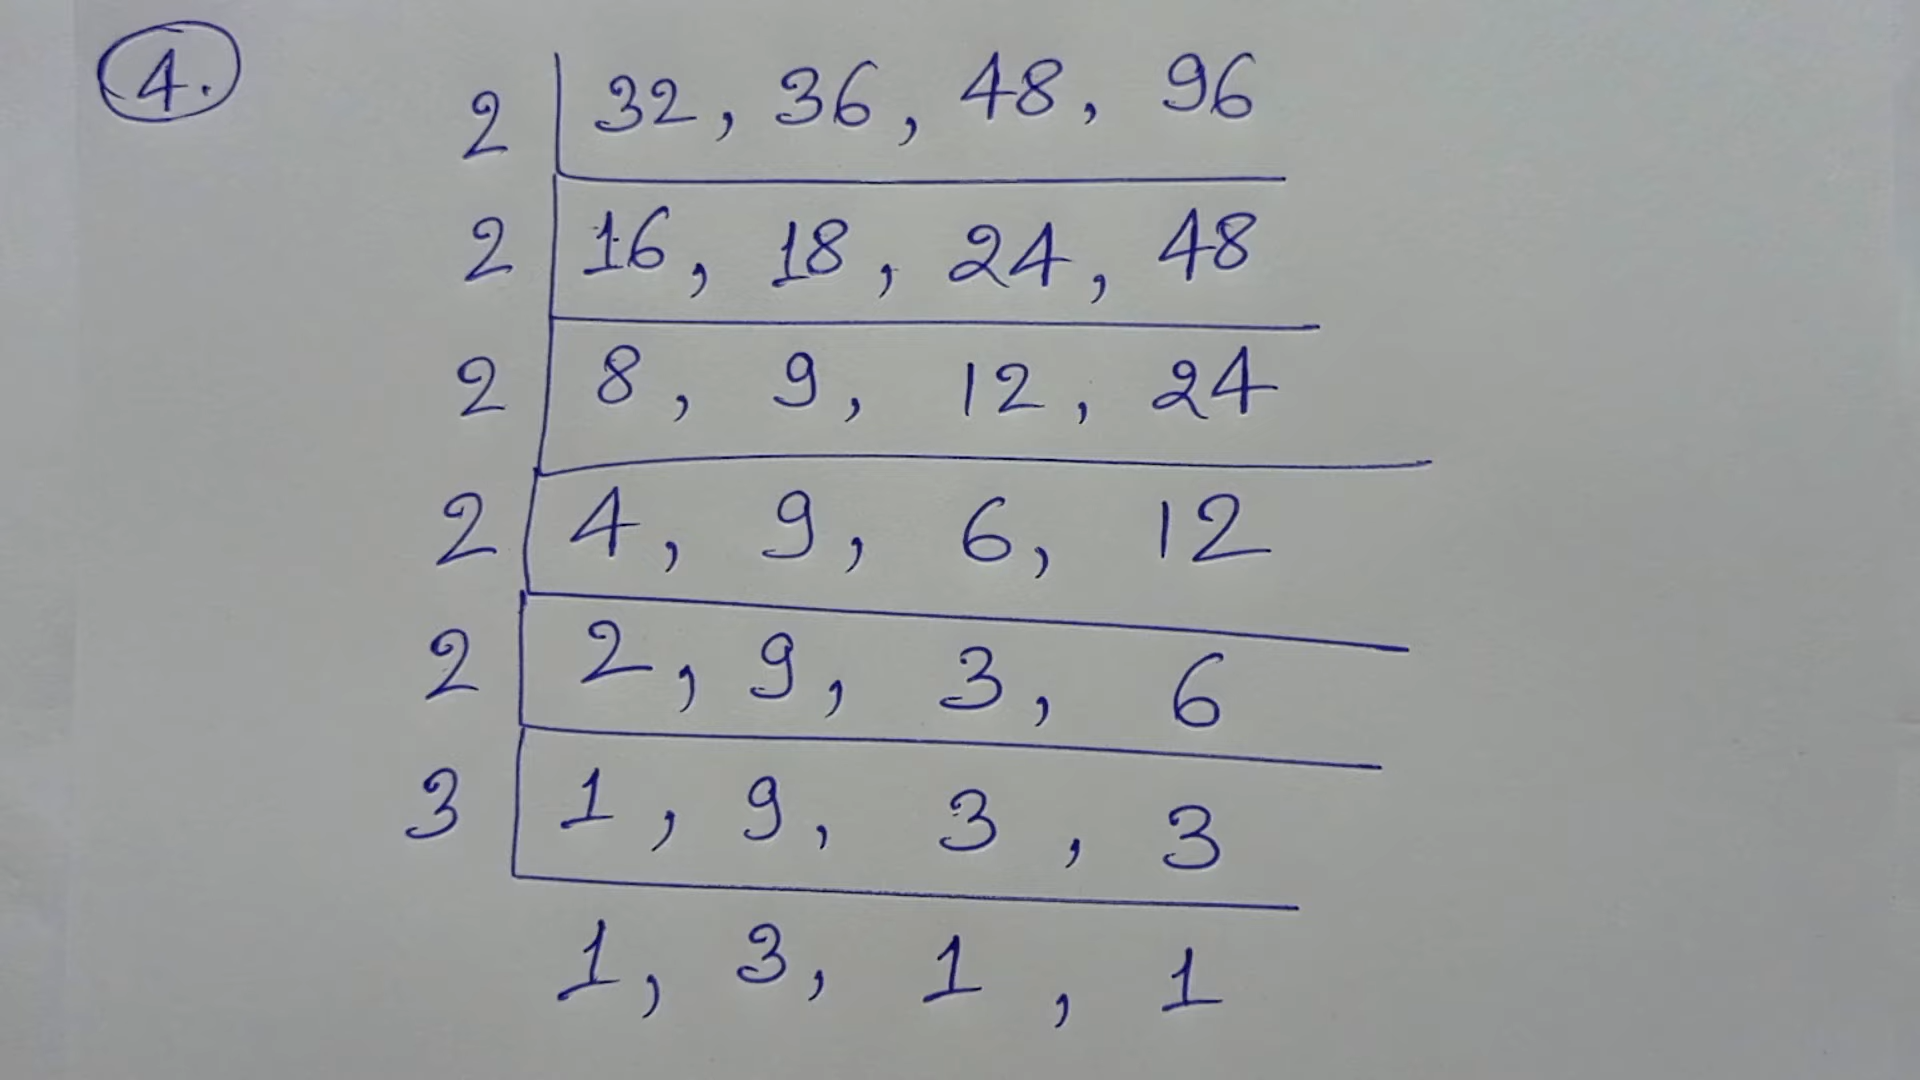 4.
2 | 32, 36, 48, 96
2 | 16, 18, 24, 48
2 | 8, 9, 12, 24
2 | 4, 9, 6, 12
2 | 2, 9, 3, 6
3 | 1, 9, 3, 3
1, 3, 1, 1